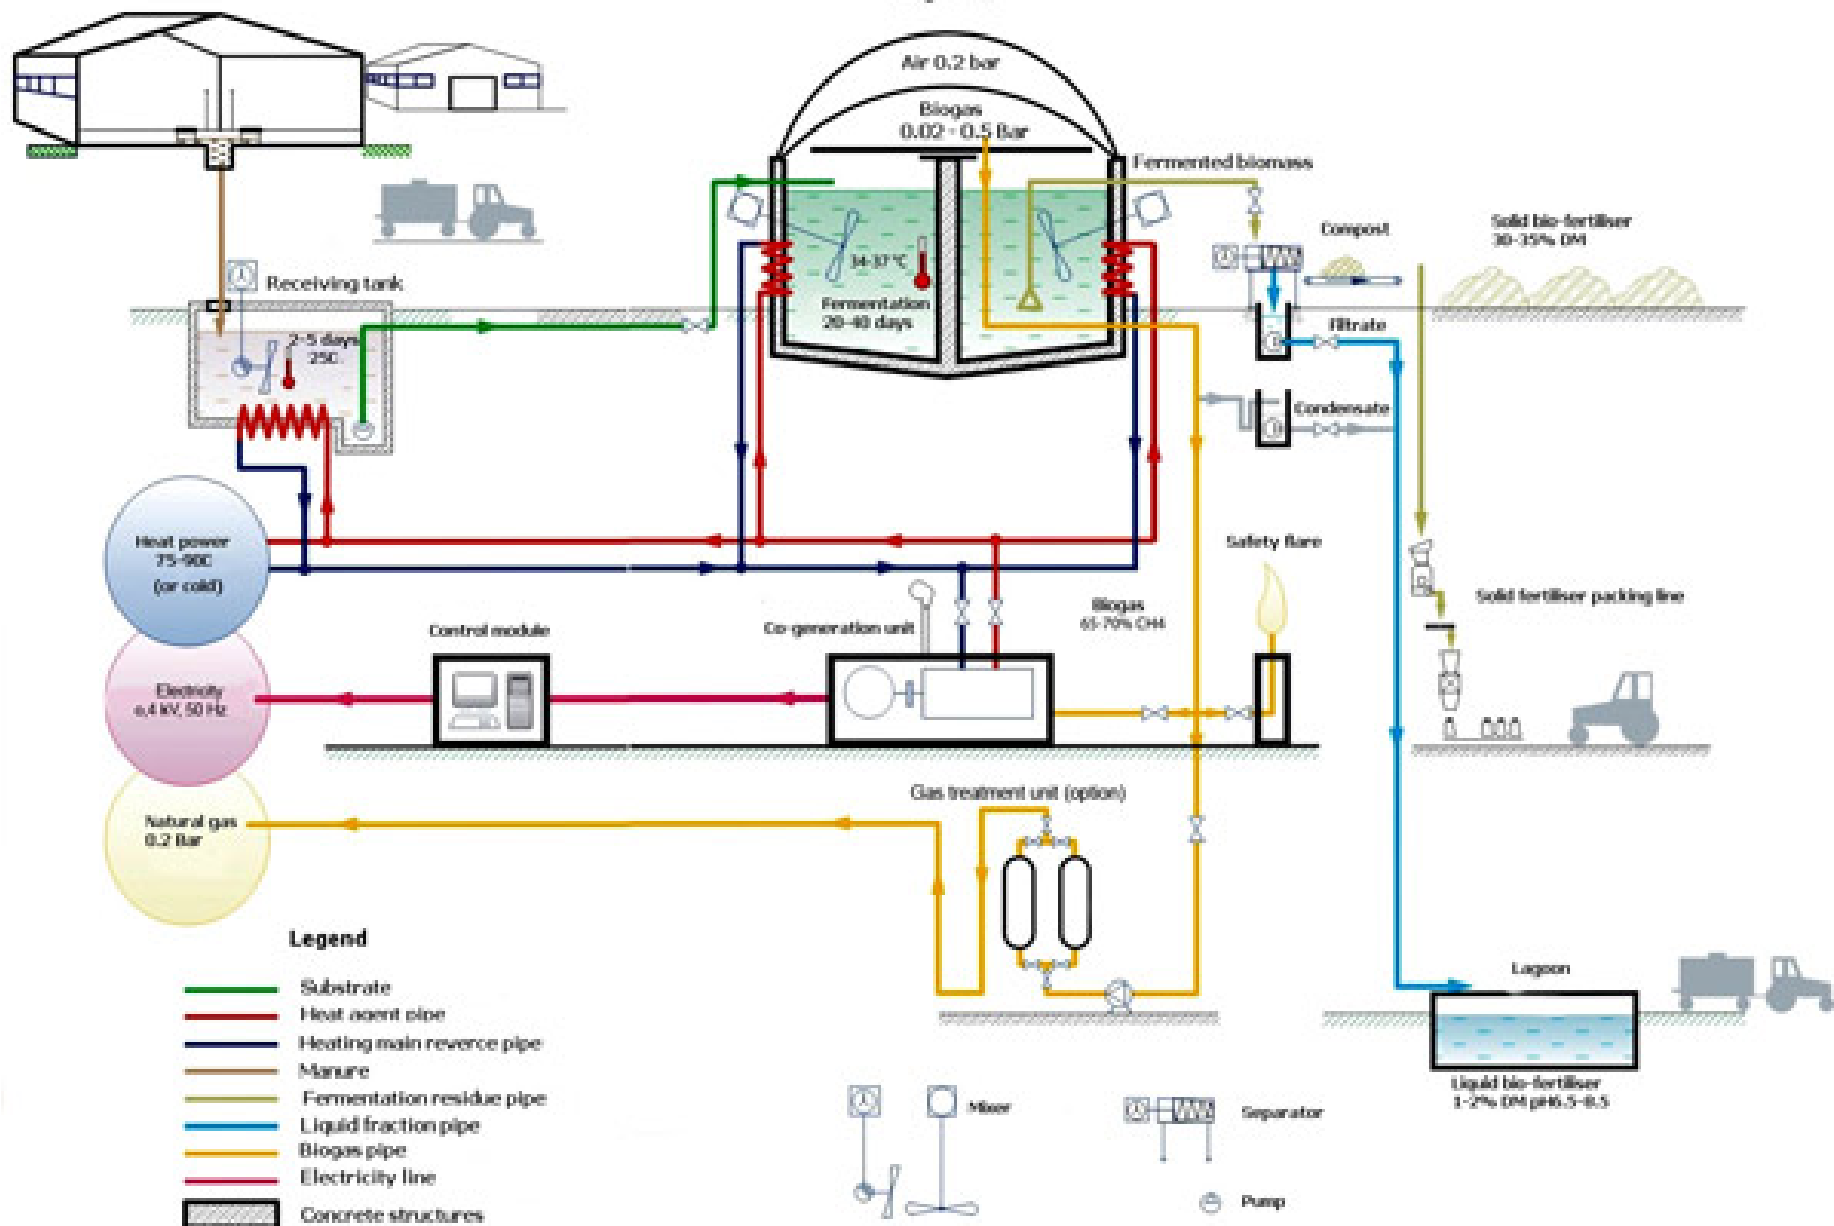 Air 0.2 bar
Biogas
0.02 - 0.5 Bar
Fermented biomass
Compost
Solid bio-fertiliser
30-35% DM
Receiving tank
2-5 days
25C
34-37 °C
Fermentation
20-40 days
Filtrate
Condensate
Heat power
75-90C
(or cold)
Safety flare
Biogas
65-70% CH4
Solid fertiliser packing line
Control module
Co-generation unit
Electricity
0,4 kV, 50 Hz
Gas treatment unit (option)
Natural gas
0.2 Bar
Legend
Substrate
Heat agent pipe
Heating main reverce pipe
Manure
Fermentation residue pipe
Liquid fraction pipe
Biogas pipe
Electricity line
Concrete structures
Mixer
Separator
Pump
Lagoon
Liquid bio-fertiliser
1-2% DM pH6.5-8.5